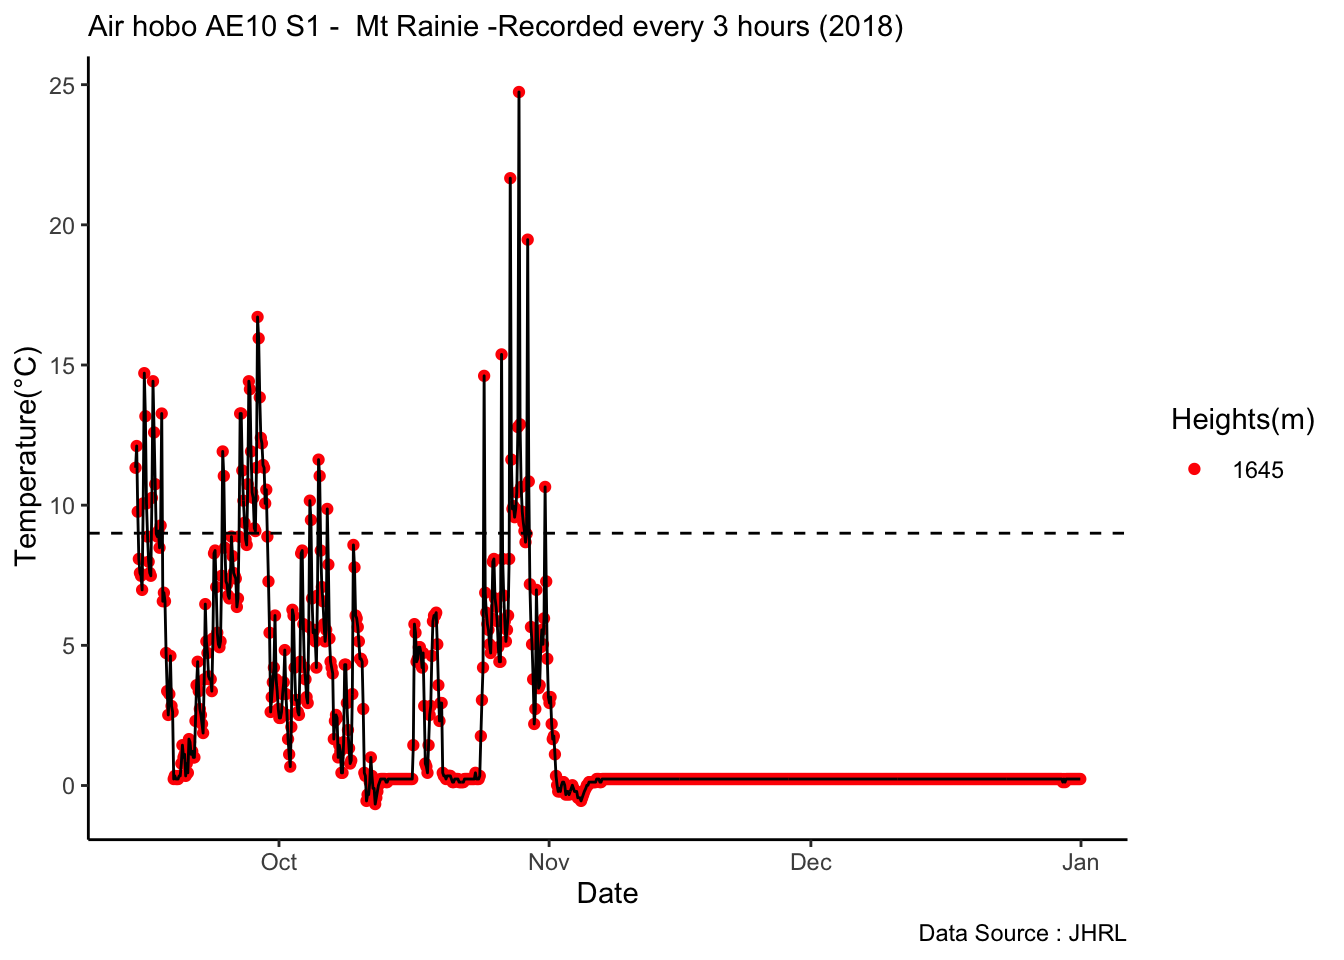 Air hobo AE10 S1 -  Mt Rainie -Recorded every 3 hours (2018)
25
20
15
10
5
0
Temperature(°C)
Oct
Nov
Dec
Jan
Date
Heights(m)
1645
Data Source : JHRL